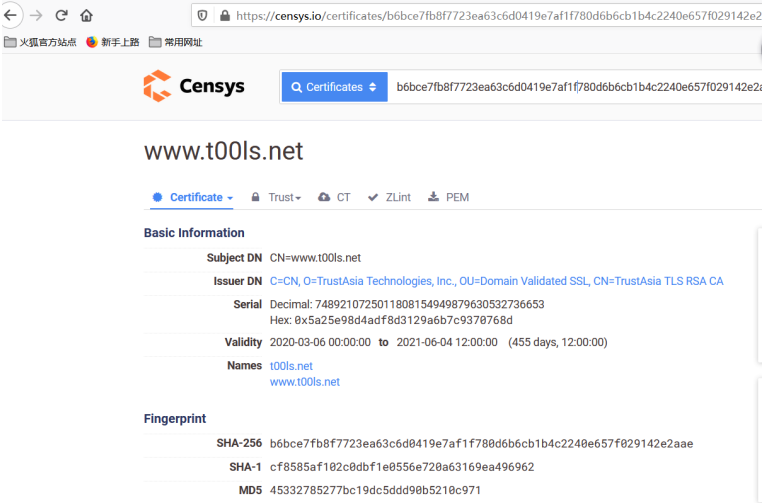 https://censys.io/certificates/b6bce7fb8f7723ea63c6d0419e7af1f780d6b6cb1b4c2240e657f029142e2
火狐官方站点 新手上路 常用网址
Censys Certificates b6bce7fb8f7723ea63c6d0419e7af1f780d6b6cb1b4c2240e657f029142e2a
www.t00ls.net
Certificate Trust CT ZLint PEM
Basic Information
Subject DN CN=www.t00ls.net
Issuer DN C=CN, O=TrustAsia Technologies, Inc., OU=Domain Validated SSL, CN=TrustAsia TLS RSA CA
Serial Decimal: 7489210725011808154949879630532736653
Hex: 0x5a25e98d4adf8d3129a6b7c9370768d
Validity 2020-03-06 00:00:00 to 2021-06-04 12:00:00 (455 days, 12:00:00)
Names t00ls.net
www.t00ls.net
Fingerprint
SHA-256 b6bce7fb8f7723ea63c6d0419e7af1f780d6b6cb1b4c2240e657f029142e2aae
SHA-1 cf8585af102c0dbf1e0556e720a63169ea496962
MD5 45332785277bc19dc5ddd90b5210c971